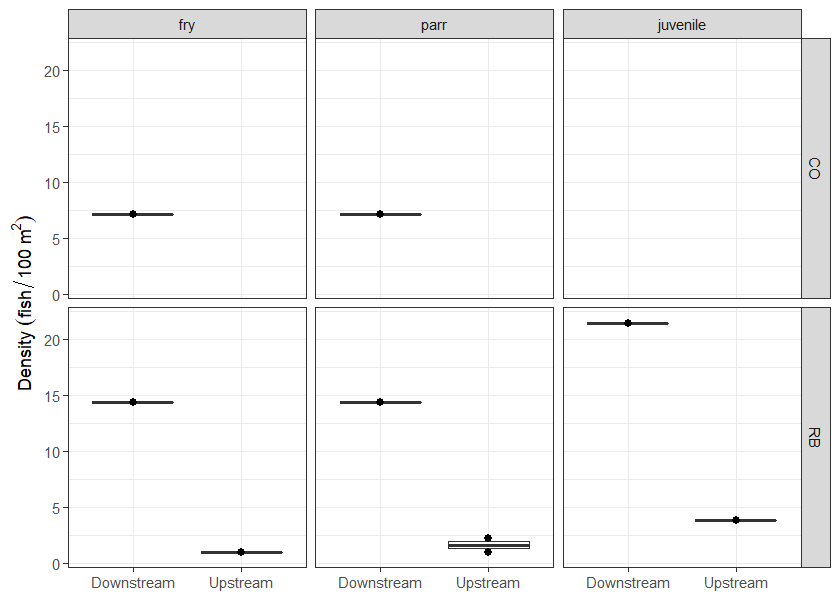 fry
parr
juvenile
20
15
10
5
0
CO
Density (fish/100 m²)
20
15
10
5
0
RB
Downstream
Upstream
Downstream
Upstream
Downstream
Upstream